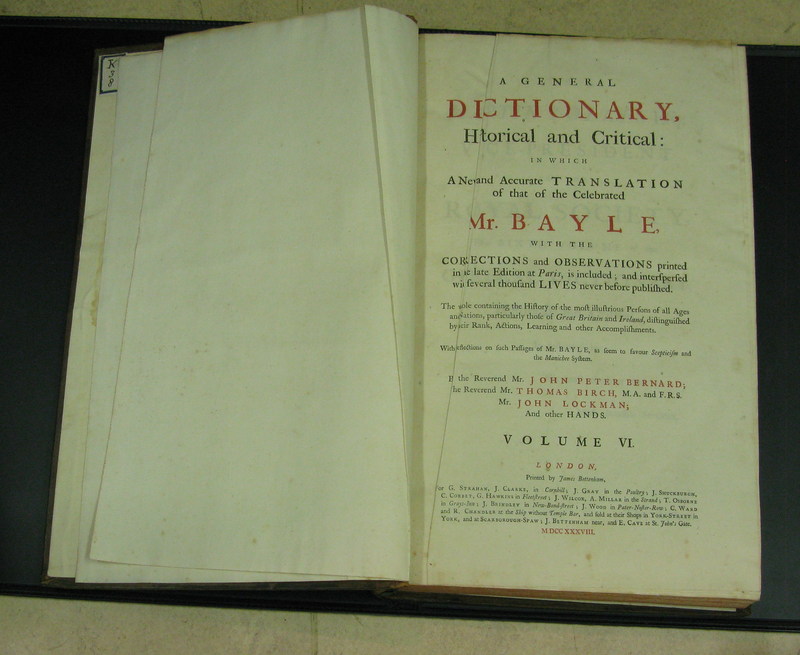 A GENERAL
DICTIONARY,
Htorical and Critical:
IN WHICH
A New and Accurate TRANSLATION
of that of the Celebrated
Mr. BAYLE,
WITH THE
CORRECTIONS and OBSERVATIONS printed
in late Edition at Paris, is included; and interſperſed
with ſeveral thouſand LIVES never before publiſhed.
The whole containing the Hiſtory of the moſt illuſtrious Perſons of all Ages
and Nations, particularly thoſe of Great Britain and Ireland, diſtinguiſhed
by their Rank, Actions, Learning and other Accompliſhments.
With Reflections on ſuch Paſſages of Mr. BAYLE, as ſeem to favour Scepticiſm and
the Manichee Syſtem.
the Reverend Mr. JOHN PETER BERNARD;
he Reverend Mr. THOMAS BIRCH, M.A. and F.R.S.
Mr. JOHN LOCKMAN;
And other HANDS.
VOLUME VI.
LONDON,
Printed by James Bettenham,
For G. STRAHAN, J. CLARKE, in Cornhill; J. GRAY in the Poultry; J. SHUCKBURGH,
C. CORBET, G. HAWKINS in Fleetſtreet; J. WILCOX, A. MILLAR in the Strand; T. OSBORNE
in Grays-Inn; J. BRINDLEY in New-Bond-ſtreet; J. WOOD in Pater-Noſter-Row; C. WARD
and R. CHANDLER at the Ship without Temple Bar, and ſold at their Shops in YORK-STREET in
YORK, and at SCARBOROUGH-SPAW; J. BETTENHAM near, and E. CAVE at St. John's Gate.
MDCCXXXVIII.